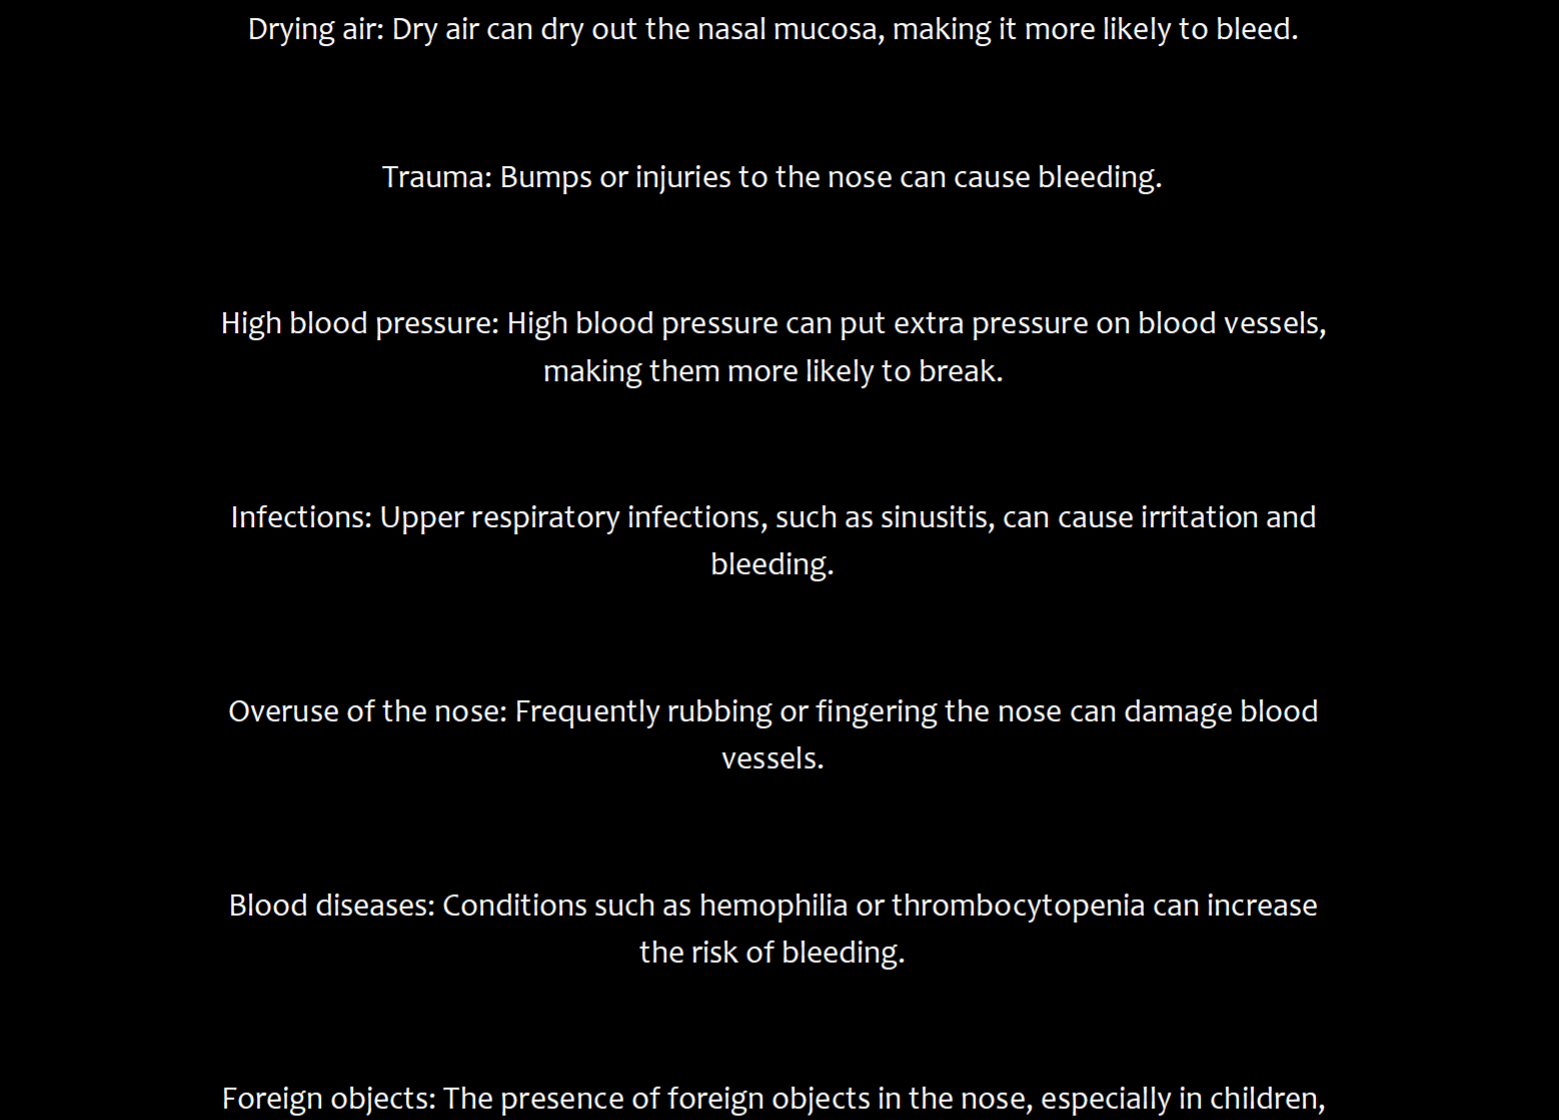 Drying air: Dry air can dry out the nasal mucosa, making it more likely to bleed.
Trauma: Bumps or injuries to the nose can cause bleeding.
High blood pressure: High blood pressure can put extra pressure on blood vessels,
making them more likely to break.
Infections: Upper respiratory infections, such as sinusitis, can cause irritation and
bleeding.
Overuse of the nose: Frequently rubbing or fingering the nose can damage blood
vessels.
Blood diseases: Conditions such as hemophilia or thrombocytopenia can increase
the risk of bleeding.
Foreign objects: The presence of foreign objects in the nose, especially in children,